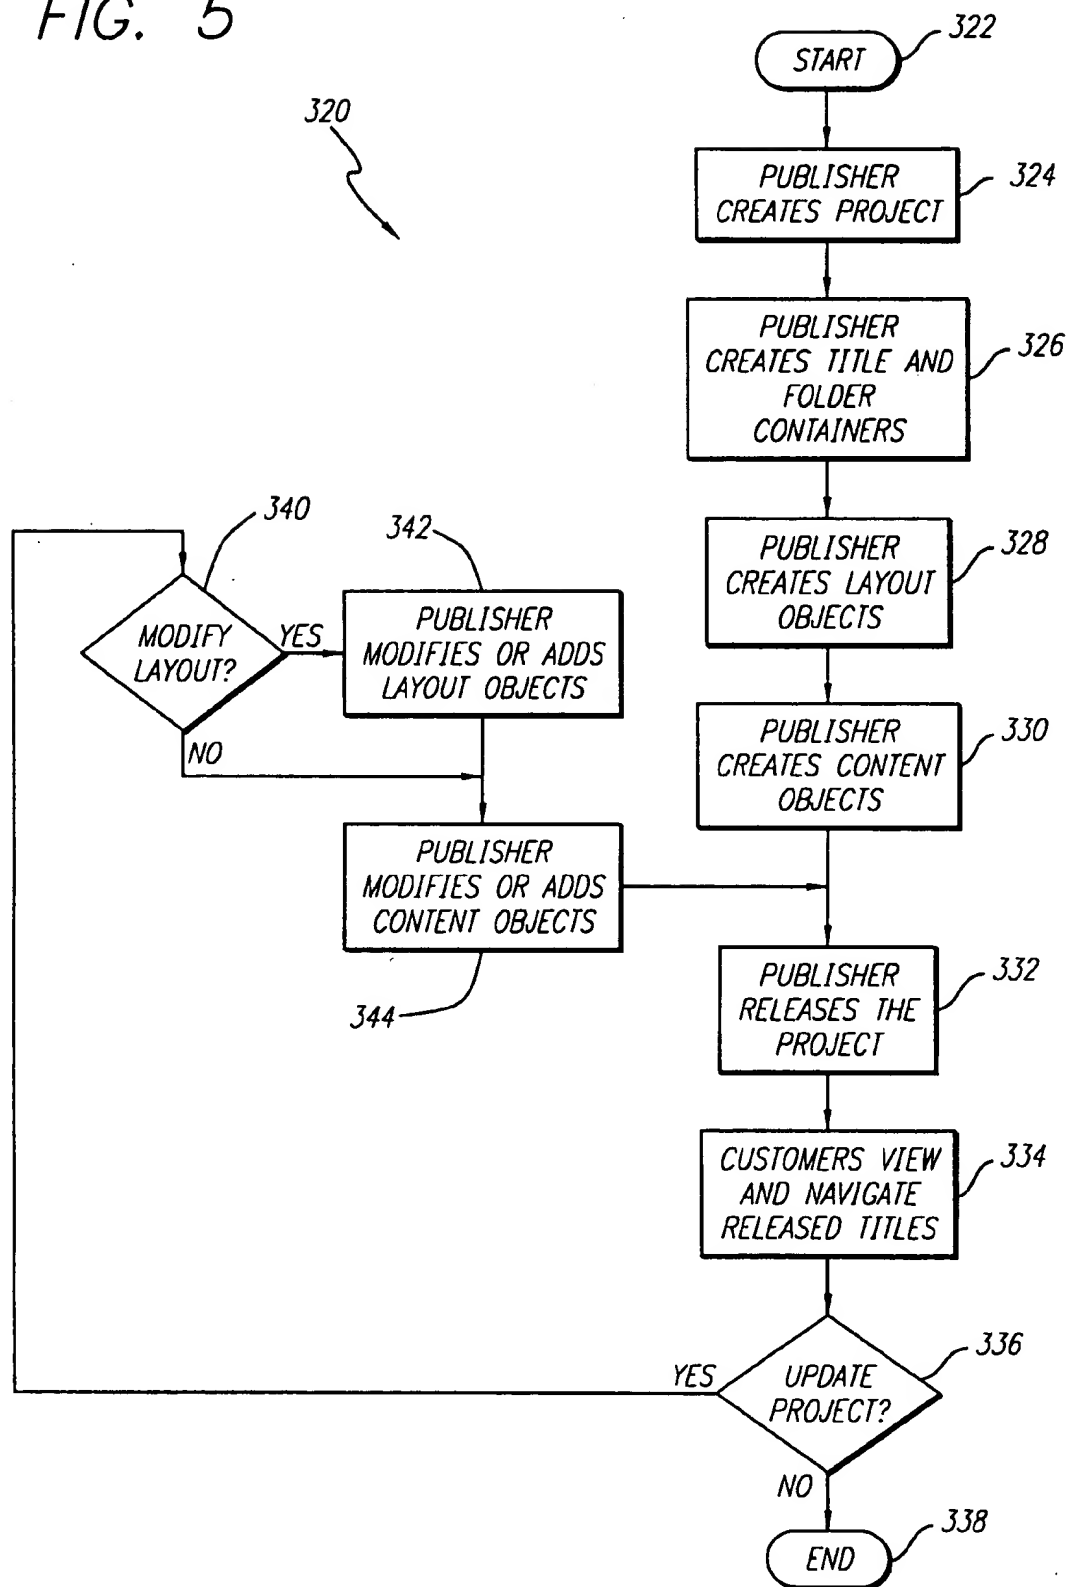 FIG. 5
322
START
320
324
PUBLISHER
CREATES PROJECT
326
PUBLISHER
CREATES TITLE AND
FOLDER
CONTAINERS
340
342
328
PUBLISHER
CREATES LAYOUT
OBJECTS
MODIFY
LAYOUT?
YES
PUBLISHER
MODIFIES OR ADDS
LAYOUT OBJECTS
NO
330
PUBLISHER
CREATES CONTENT
OBJECTS
PUBLISHER
MODIFIES OR ADDS
CONTENT OBJECTS
344
332
PUBLISHER
RELEASES THE
PROJECT
334
CUSTOMERS VIEW
AND NAVIGATE
RELEASED TITLES
336
YES
UPDATE
PROJECT?
NO
338
END